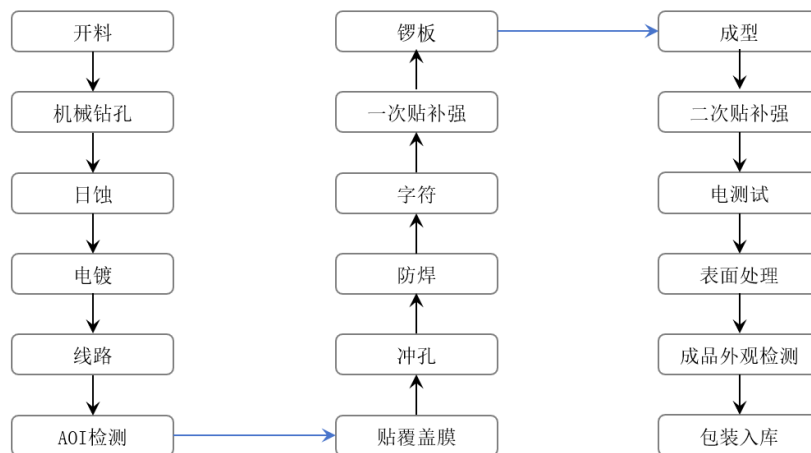 开料
机械钻孔
日蚀
电镀
线路
AOI检测
贴覆盖膜
冲孔
防焊
字符
一次贴补强
锣板
成型
二次贴补强
电测试
表面处理
成品外观检测
包装入库